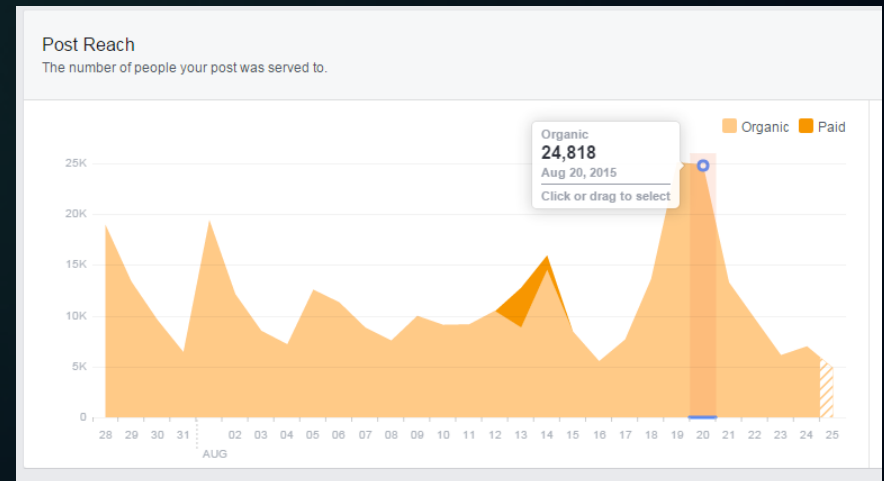 Post Reach
The number of people your post was served to.
Organic Paid
Organic
24,818
Aug 20, 2015
Click or drag to select
25K
20K
15K
10K
5K
0
28 29 30 31 02 03 04 05 06 07 08 09 10 11 12 13 14 15 16 17 18 19 20 21 22 23 24 25
AUG